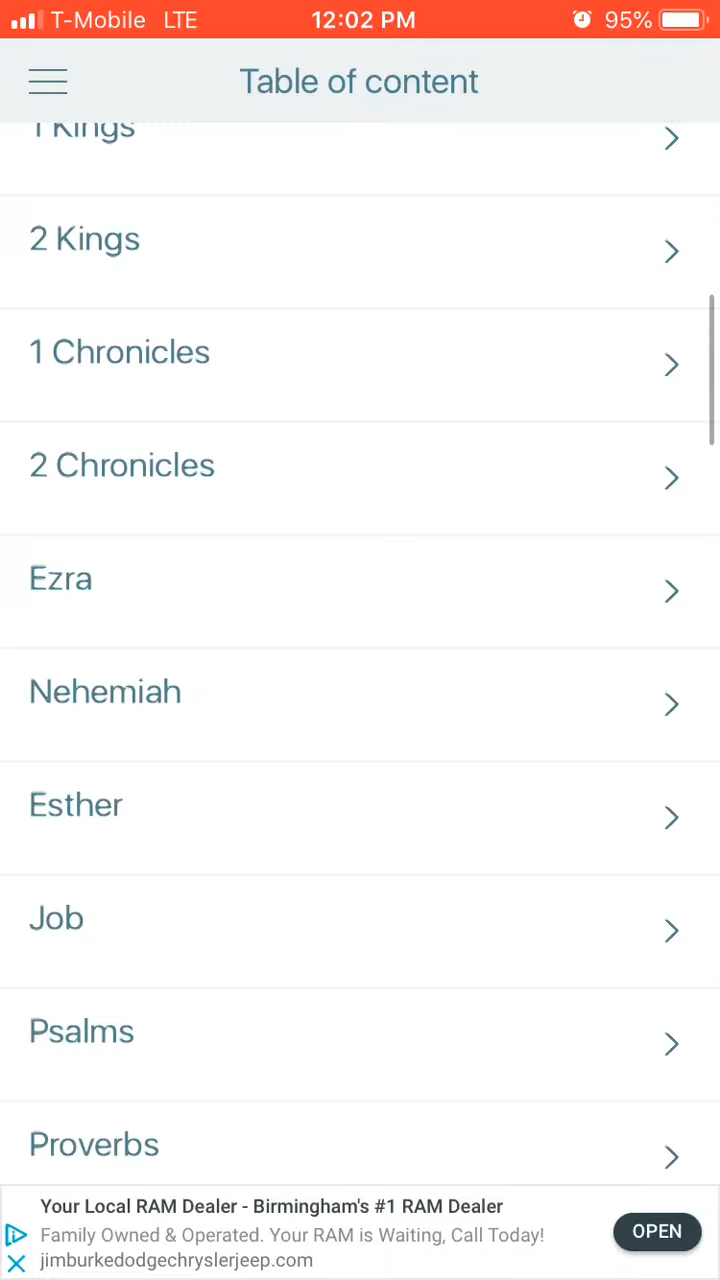 T-Mobile LTE 12:02 PM 95%
Table of content
1 Kings
2 Kings
1 Chronicles
2 Chronicles
Ezra
Nehemiah
Esther
Job
Psalms
Proverbs
Your Local RAM Dealer - Birmingham's #1 RAM Dealer
Family Owned & Operated. Your RAM is Waiting, Call Today!
jimburkedodgechryslerjeep.com
OPEN